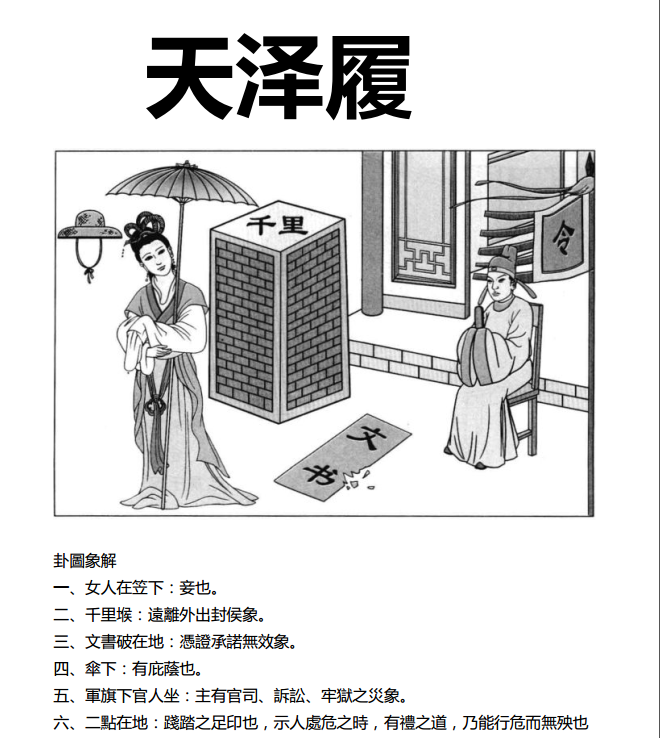 天泽履
千里
令
文
书
卦圖象解
一、女人在笠下：妾也。
二、千里堠：遠離外出封侯象。
三、文書破在地：憑證承諾無效象。
四、傘下：有庇蔭也。
五、軍旗下官人坐：主有官司、訴訟、牢獄之災象。
六、二點在地：踐踏之足印也，示人處危之時，有禮之道，乃能行危而無殃也